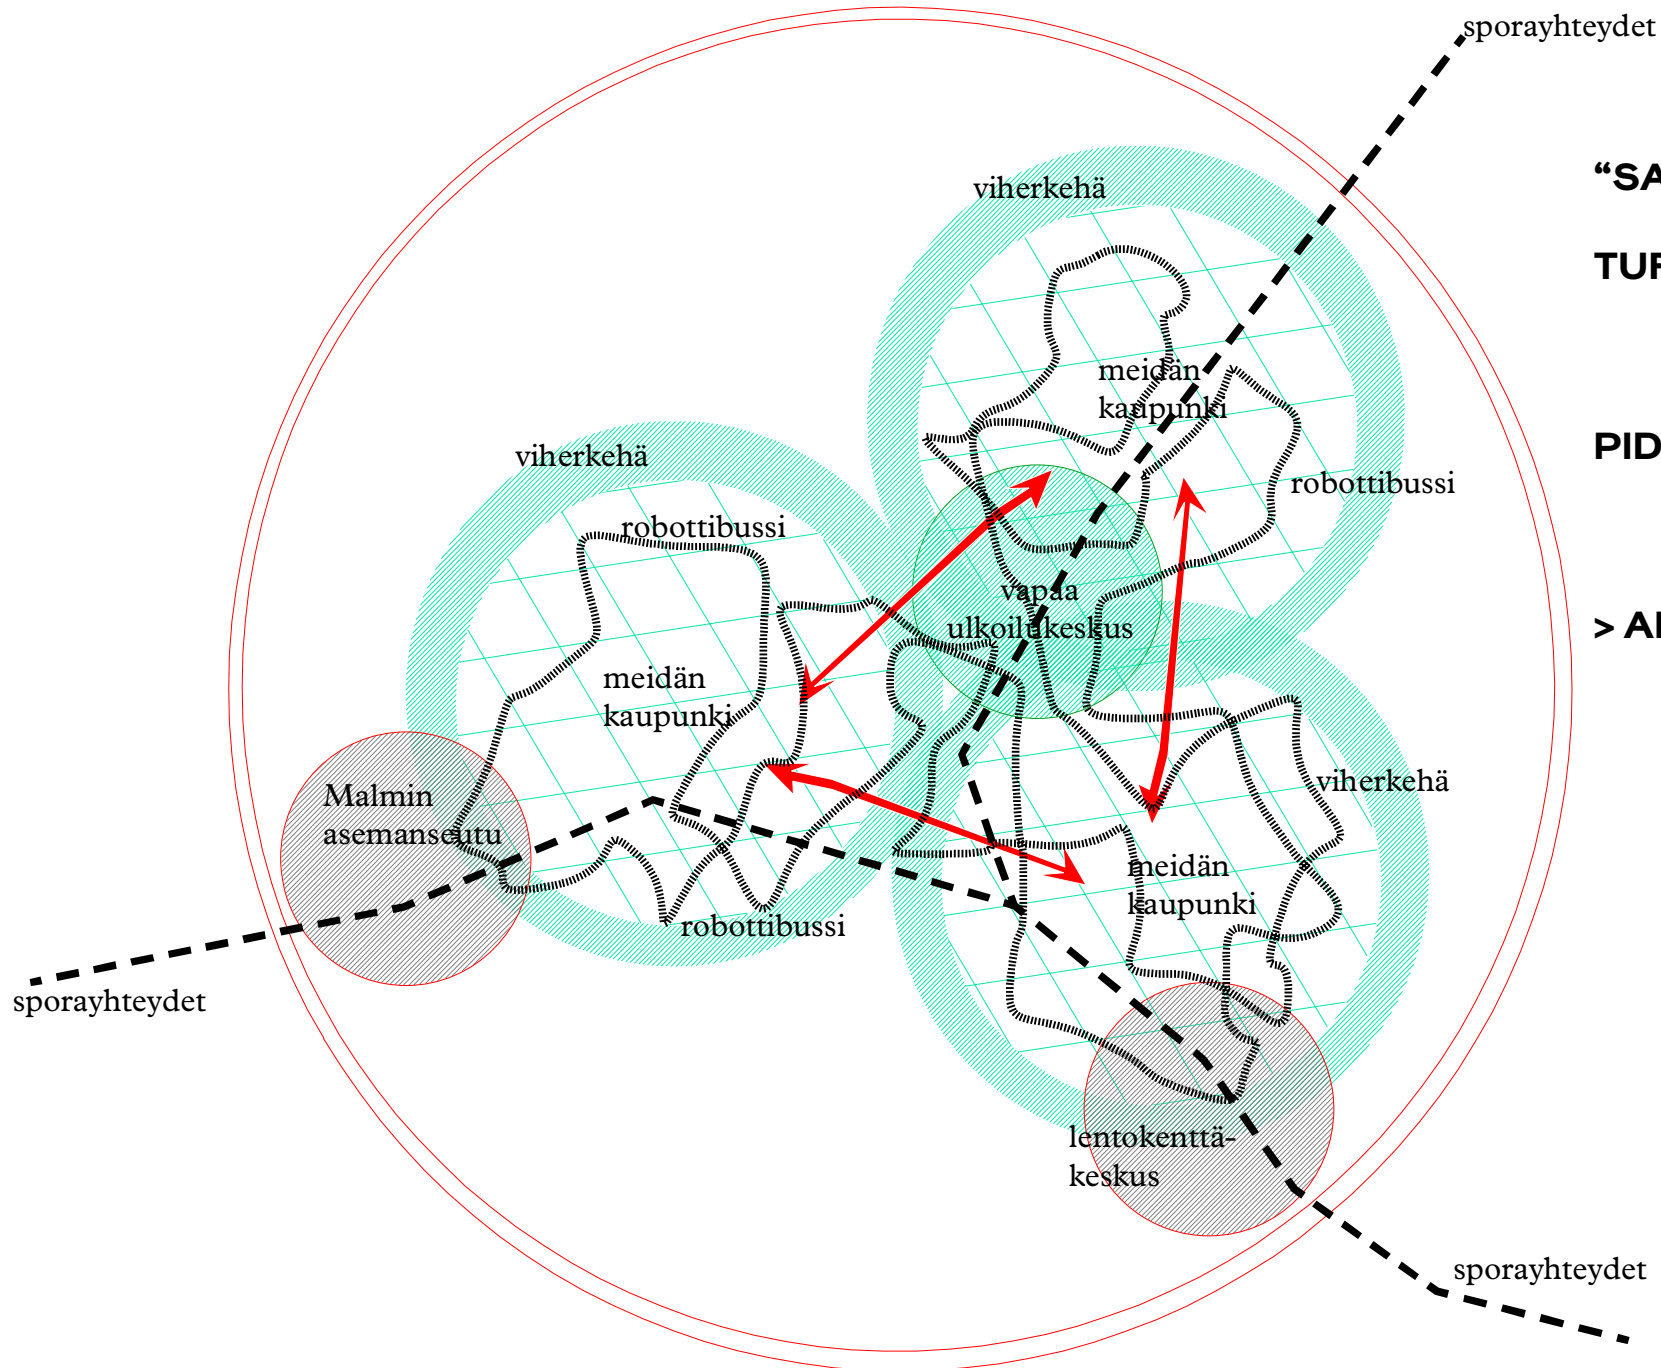 sporayhteydet
“SA
viherkehä
TUF
meidän
kaupunki
PID
viherkehä
robottibussi
robottibussi
vapaa
ulkoilukeskus
> AI
meidän
kaupunki
viherkehä
Malmin
asemanseutu
meidän
kaupunki
robottibussi
sporayhteydet
lentokenttä-
keskus
sporayhteydet